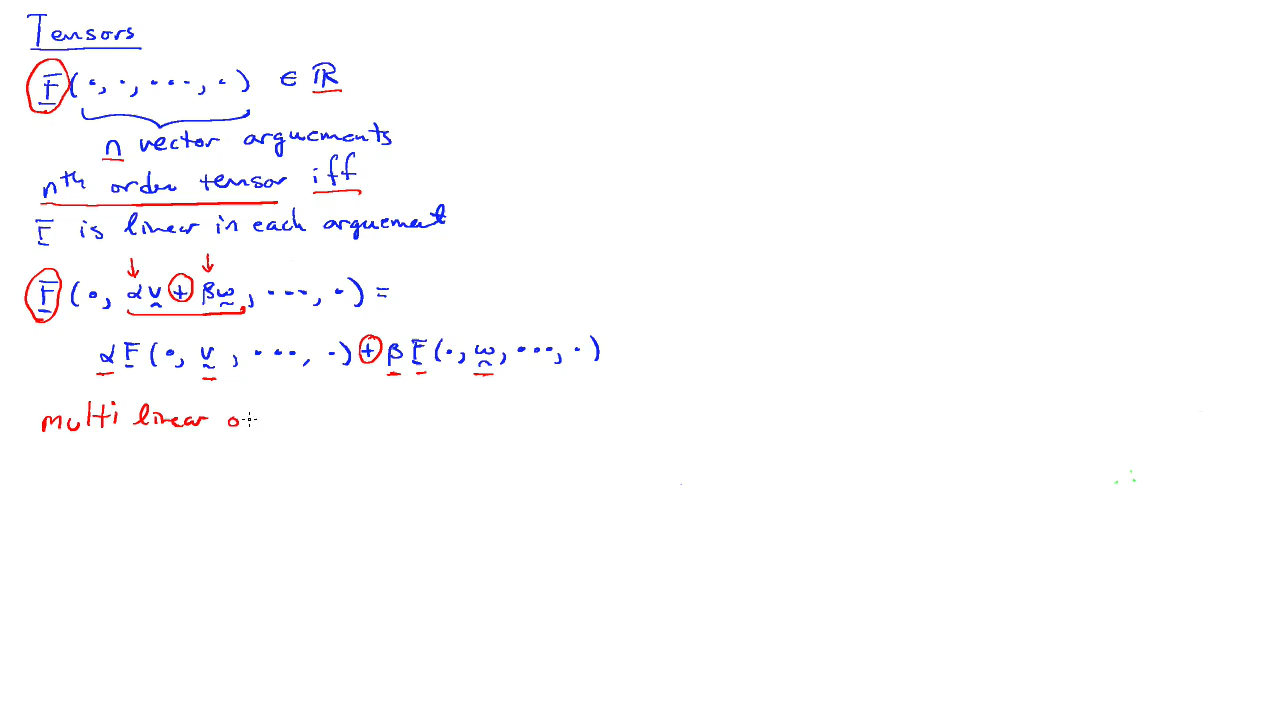 Tensors
F(·, ·, ···, ·) ∈ ℝ
n vector arguements
nth order tensor iff
F is linear in each arguement
F(·, αv + βw, ···, ·) =
αF(·, v, ···, ·) + βF(·, w, ···, ·)
multi linear o